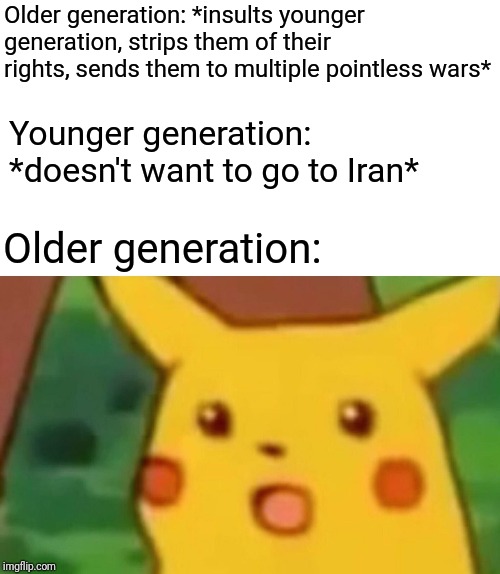 Older generation: *insults younger
generation, strips them of their
rights, sends them to multiple pointless wars*
Younger generation:
*doesn't want to go to Iran*
Older generation:
imgflip.com